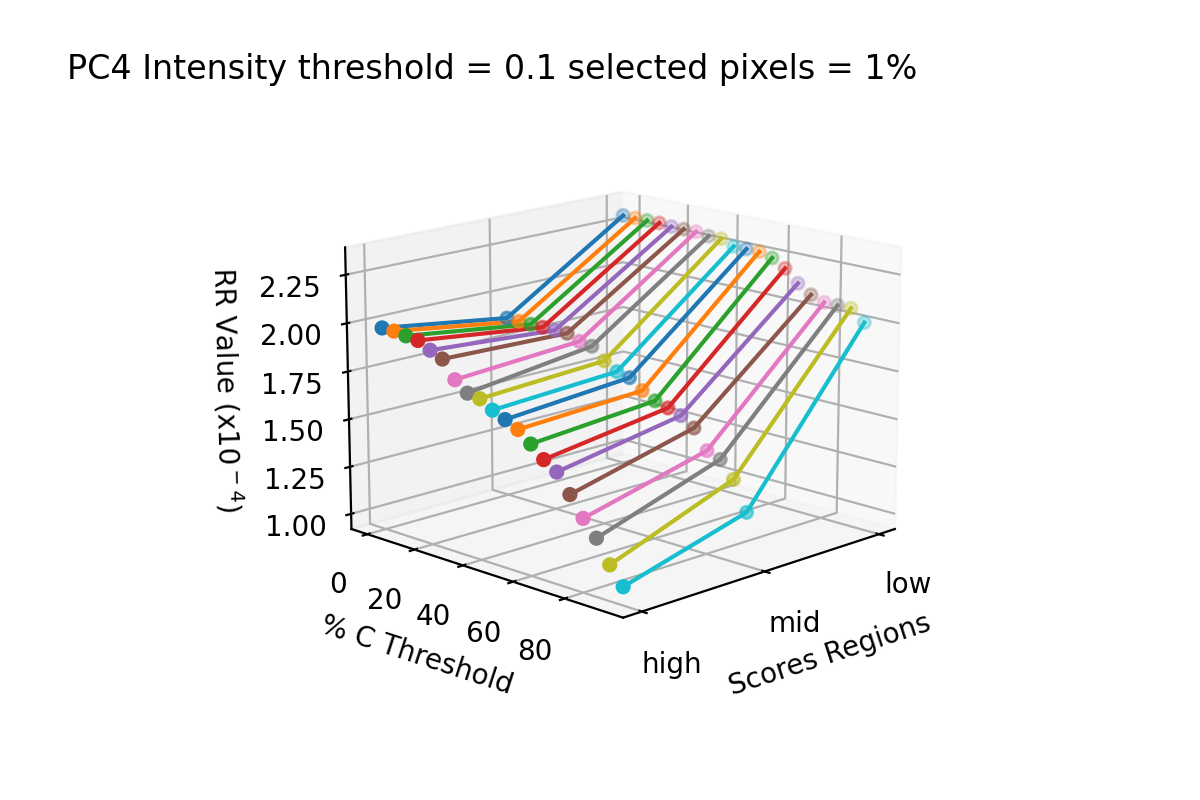 PC4 Intensity threshold = 0.1 selected pixels = 1%
RR Value (x10⁻⁴)
2.25
2.00
1.75
1.50
1.25
1.00
0
20
40
60
80
% C Threshold
high
mid
low
Scores Regions